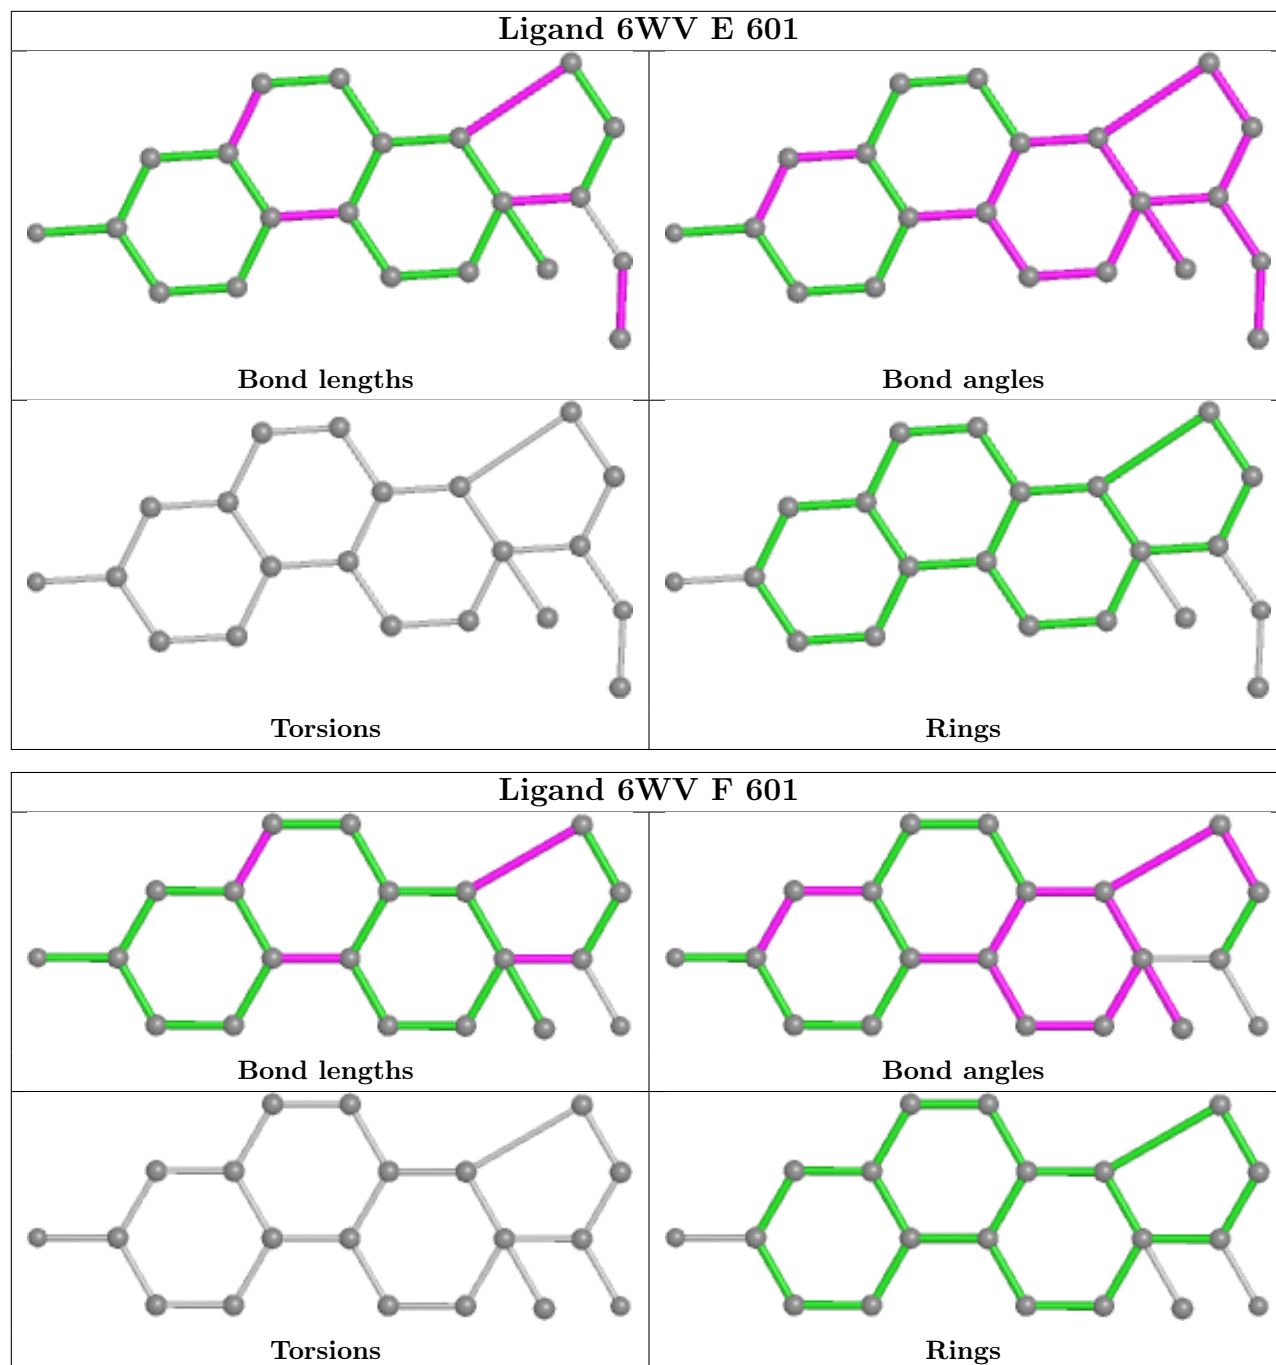 Ligand 6WV E 601
Bond lengths
Bond angles
Torsions
Rings
Ligand 6WV F 601
Bond lengths
Bond angles
Torsions
Rings